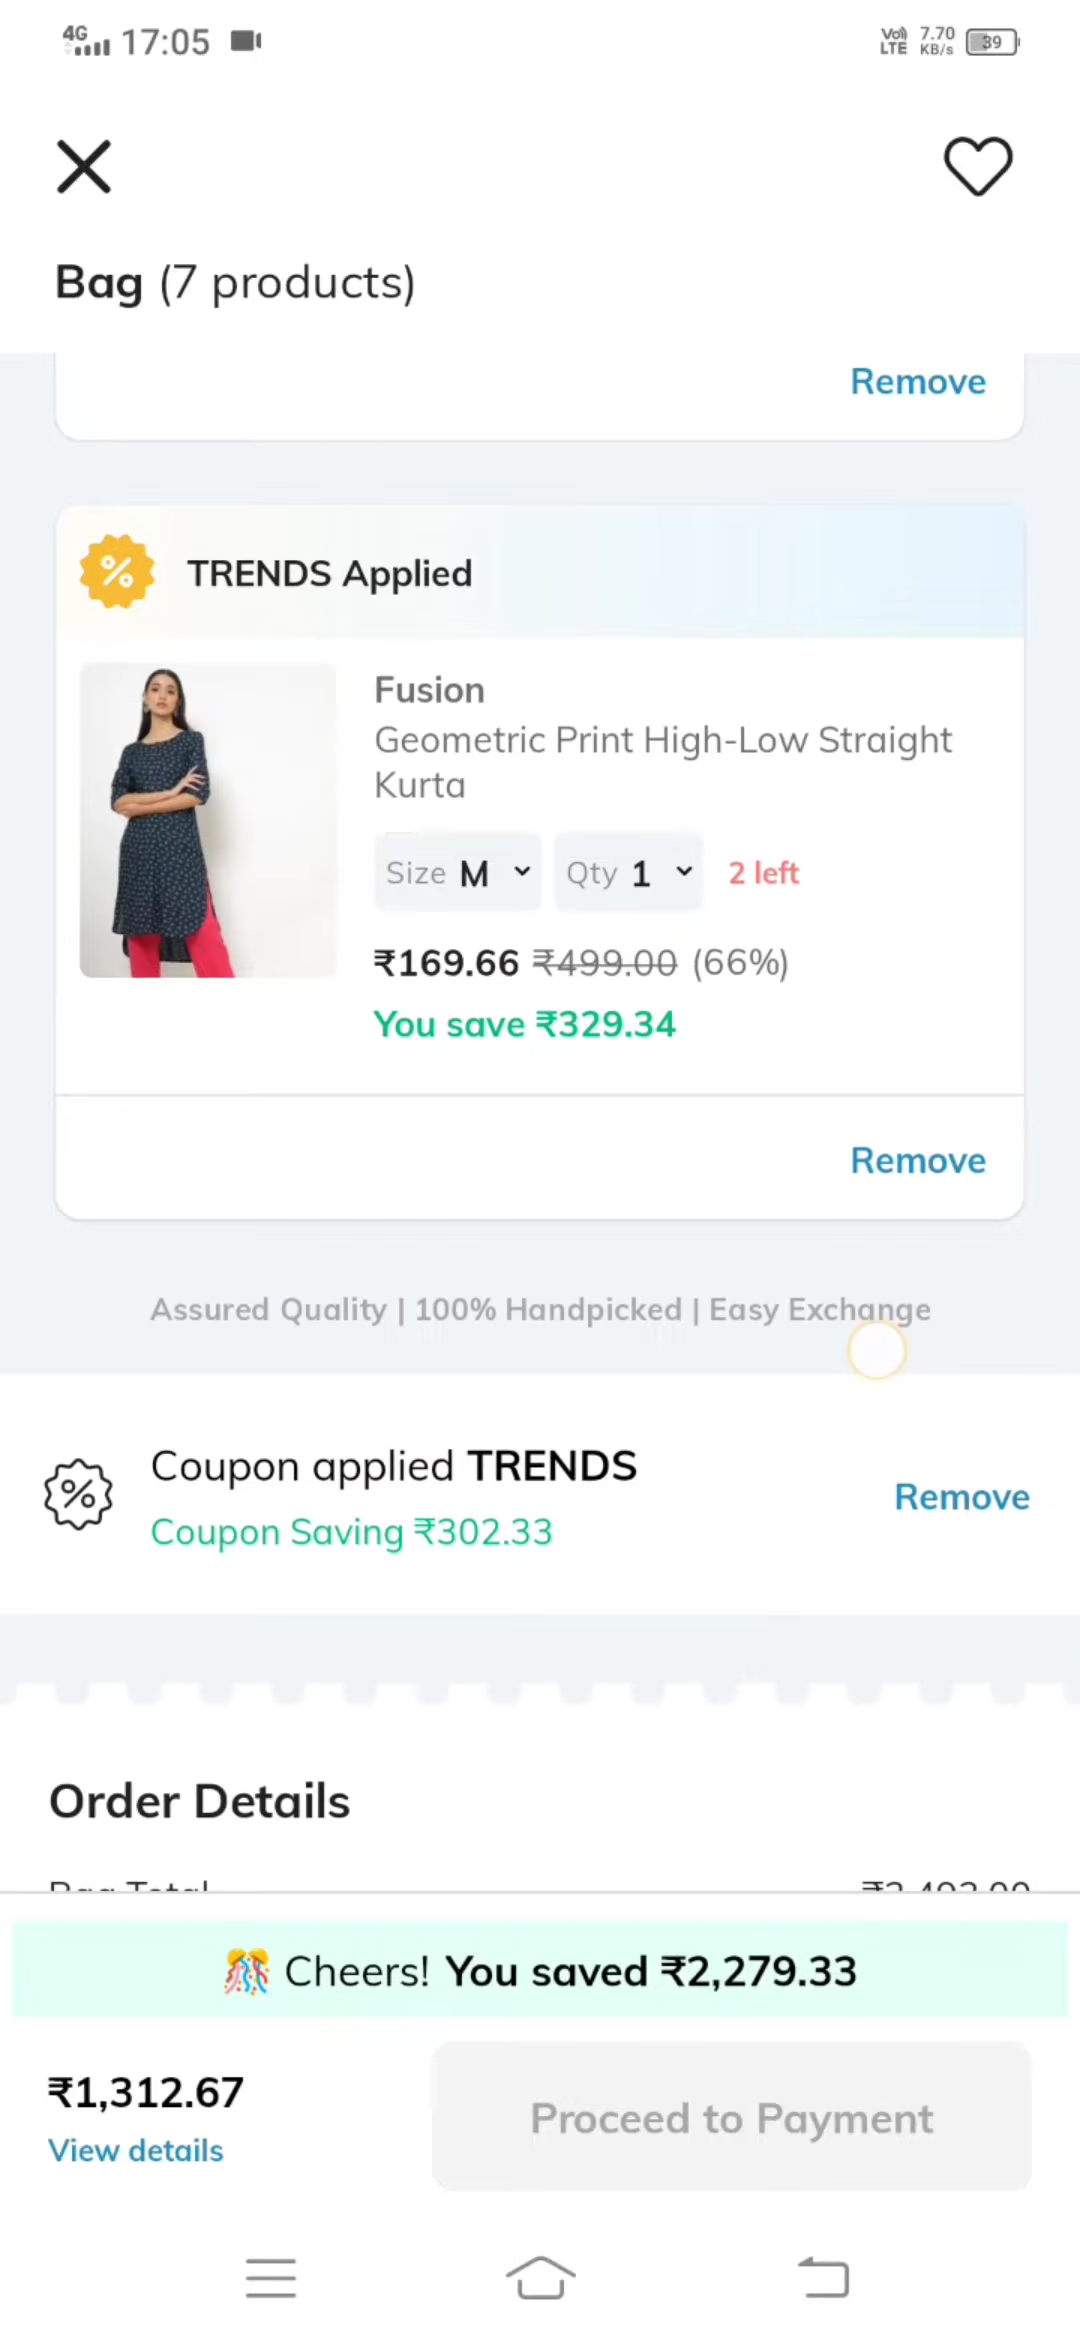 4G 17:05 Vo) LTE 7.70 KB/s 39
Bag (7 products)
Remove
TRENDS Applied
Fusion
Geometric Print High-Low Straight
Kurta
Size M Qty 1 2 left
₹169.66 ₹499.00 (66%)
You save ₹329.34
Remove
Assured Quality | 100% Handpicked | Easy Exchange
Coupon applied TRENDS
Coupon Saving ₹302.33
Remove
Order Details
Bag Total
Cheers! You saved ₹2,279.33
₹1,312.67
View details
Proceed to Payment